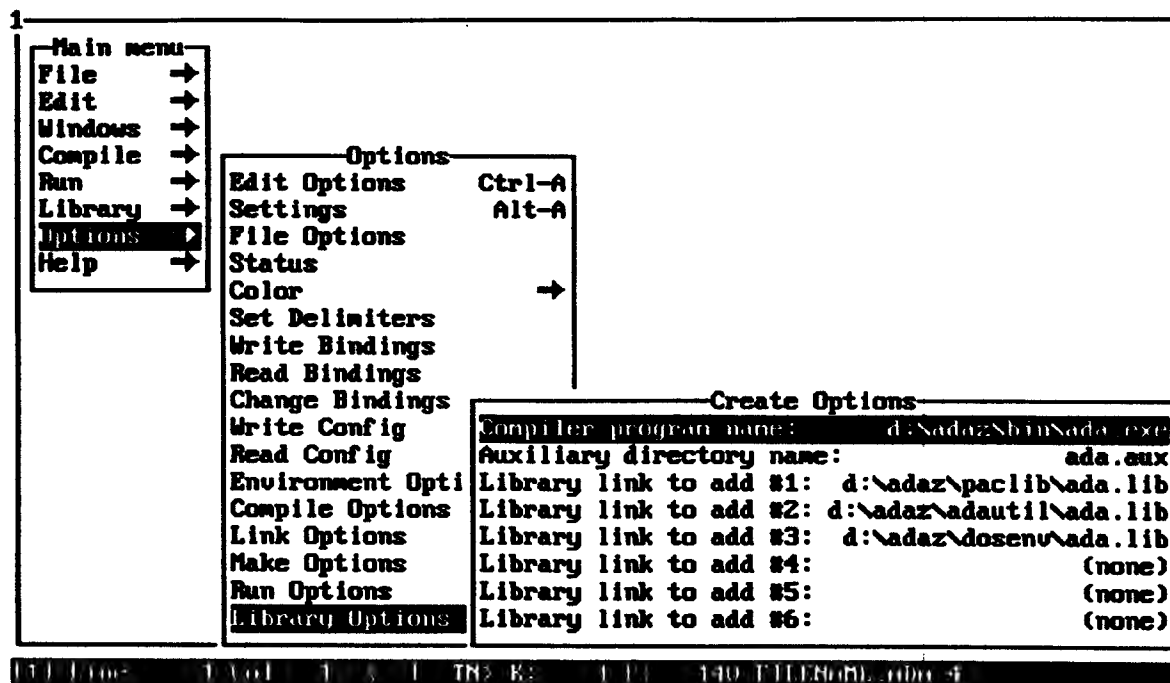 1
Main menu
File
Edit
Windows
Compile
Run
Library
Options
Help
Options
Edit Options Ctrl-A
Settings Alt-A
File Options
Status
Color
Set Delimiters
Write Bindings
Read Bindings
Change Bindings
Write Config
Read Config
Environment Opti
Compile Options
Link Options
Make Options
Run Options
Library Options
Create Options
Compiler program name: d:\adaz\bin\ada.exe
Auxiliary directory name: ada.aux
Library link to add #1: d:\adaz\paclib\ada.lib
Library link to add #2: d:\adaz\adautil\ada.lib
Library link to add #3: d:\adaz\dosenv\ada.lib
Library link to add #4: (none)
Library link to add #5: (none)
Library link to add #6: (none)